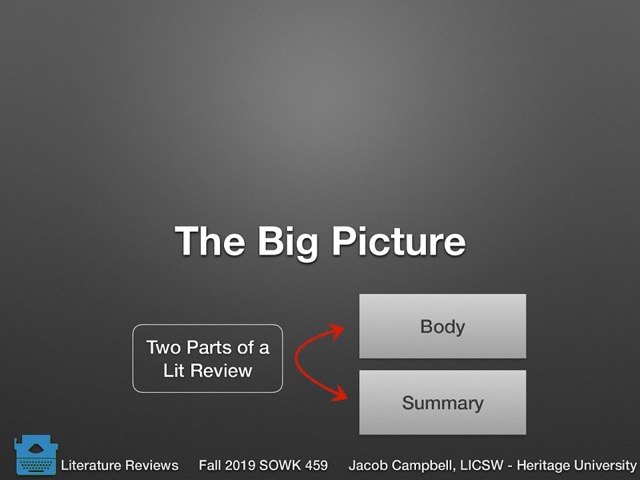 The Big Picture
Two Parts of a
Lit Review
Body
Summary
Literature Reviews Fall 2019 SOWK 459 Jacob Campbell, LICSW - Heritage University